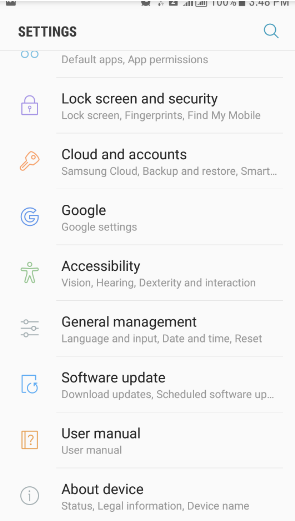 100% 3:48 PM
SETTINGS
Default apps, App permissions
Lock screen and security
Lock screen, Fingerprints, Find My Mobile
Cloud and accounts
Samsung Cloud, Backup and restore, Smart...
Google
Google settings
Accessibility
Vision, Hearing, Dexterity and interaction
General management
Language and input, Date and time, Reset
Software update
Download updates, Scheduled software up...
User manual
User manual
About device
Status, Legal information, Device name